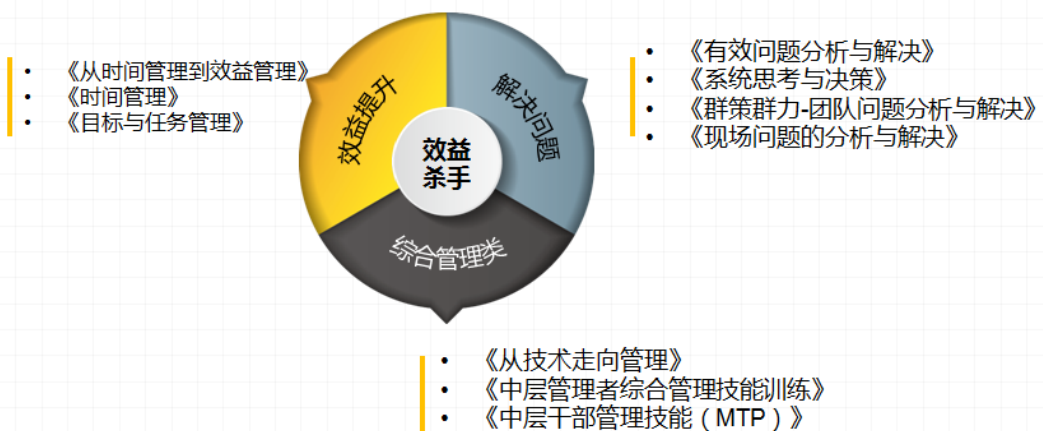 • 《从时间管理到效益管理》
• 《时间管理》
• 《目标与任务管理》
效益提升
解决问题
效益
杀手
综合管理类
• 《有效问题分析与解决》
• 《系统思考与决策》
• 《群策群力-团队问题分析与解决》
• 《现场问题的分析与解决》
• 《从技术走向管理》
• 《中层管理者综合管理技能训练》
• 《中层干部管理技能（MTP）》